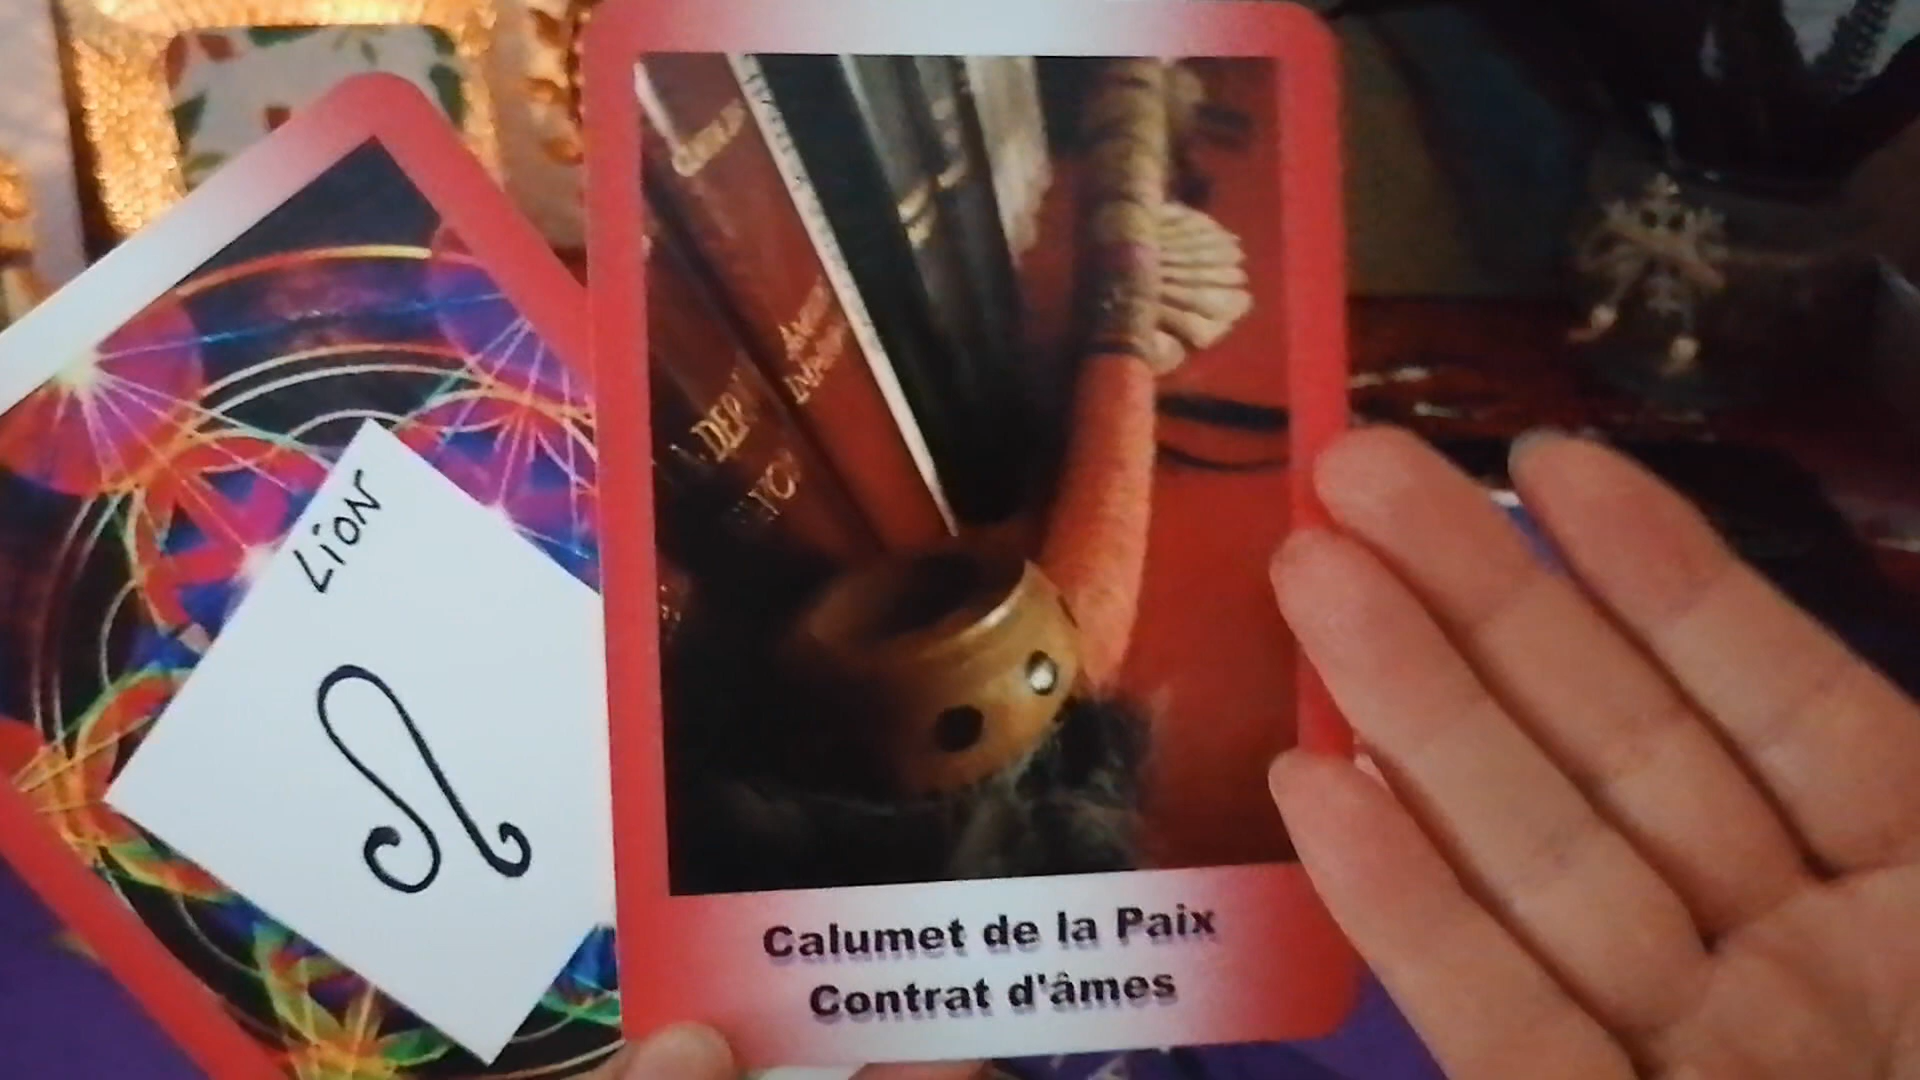 Lion
Calumet de la Paix
Contrat d'âmes